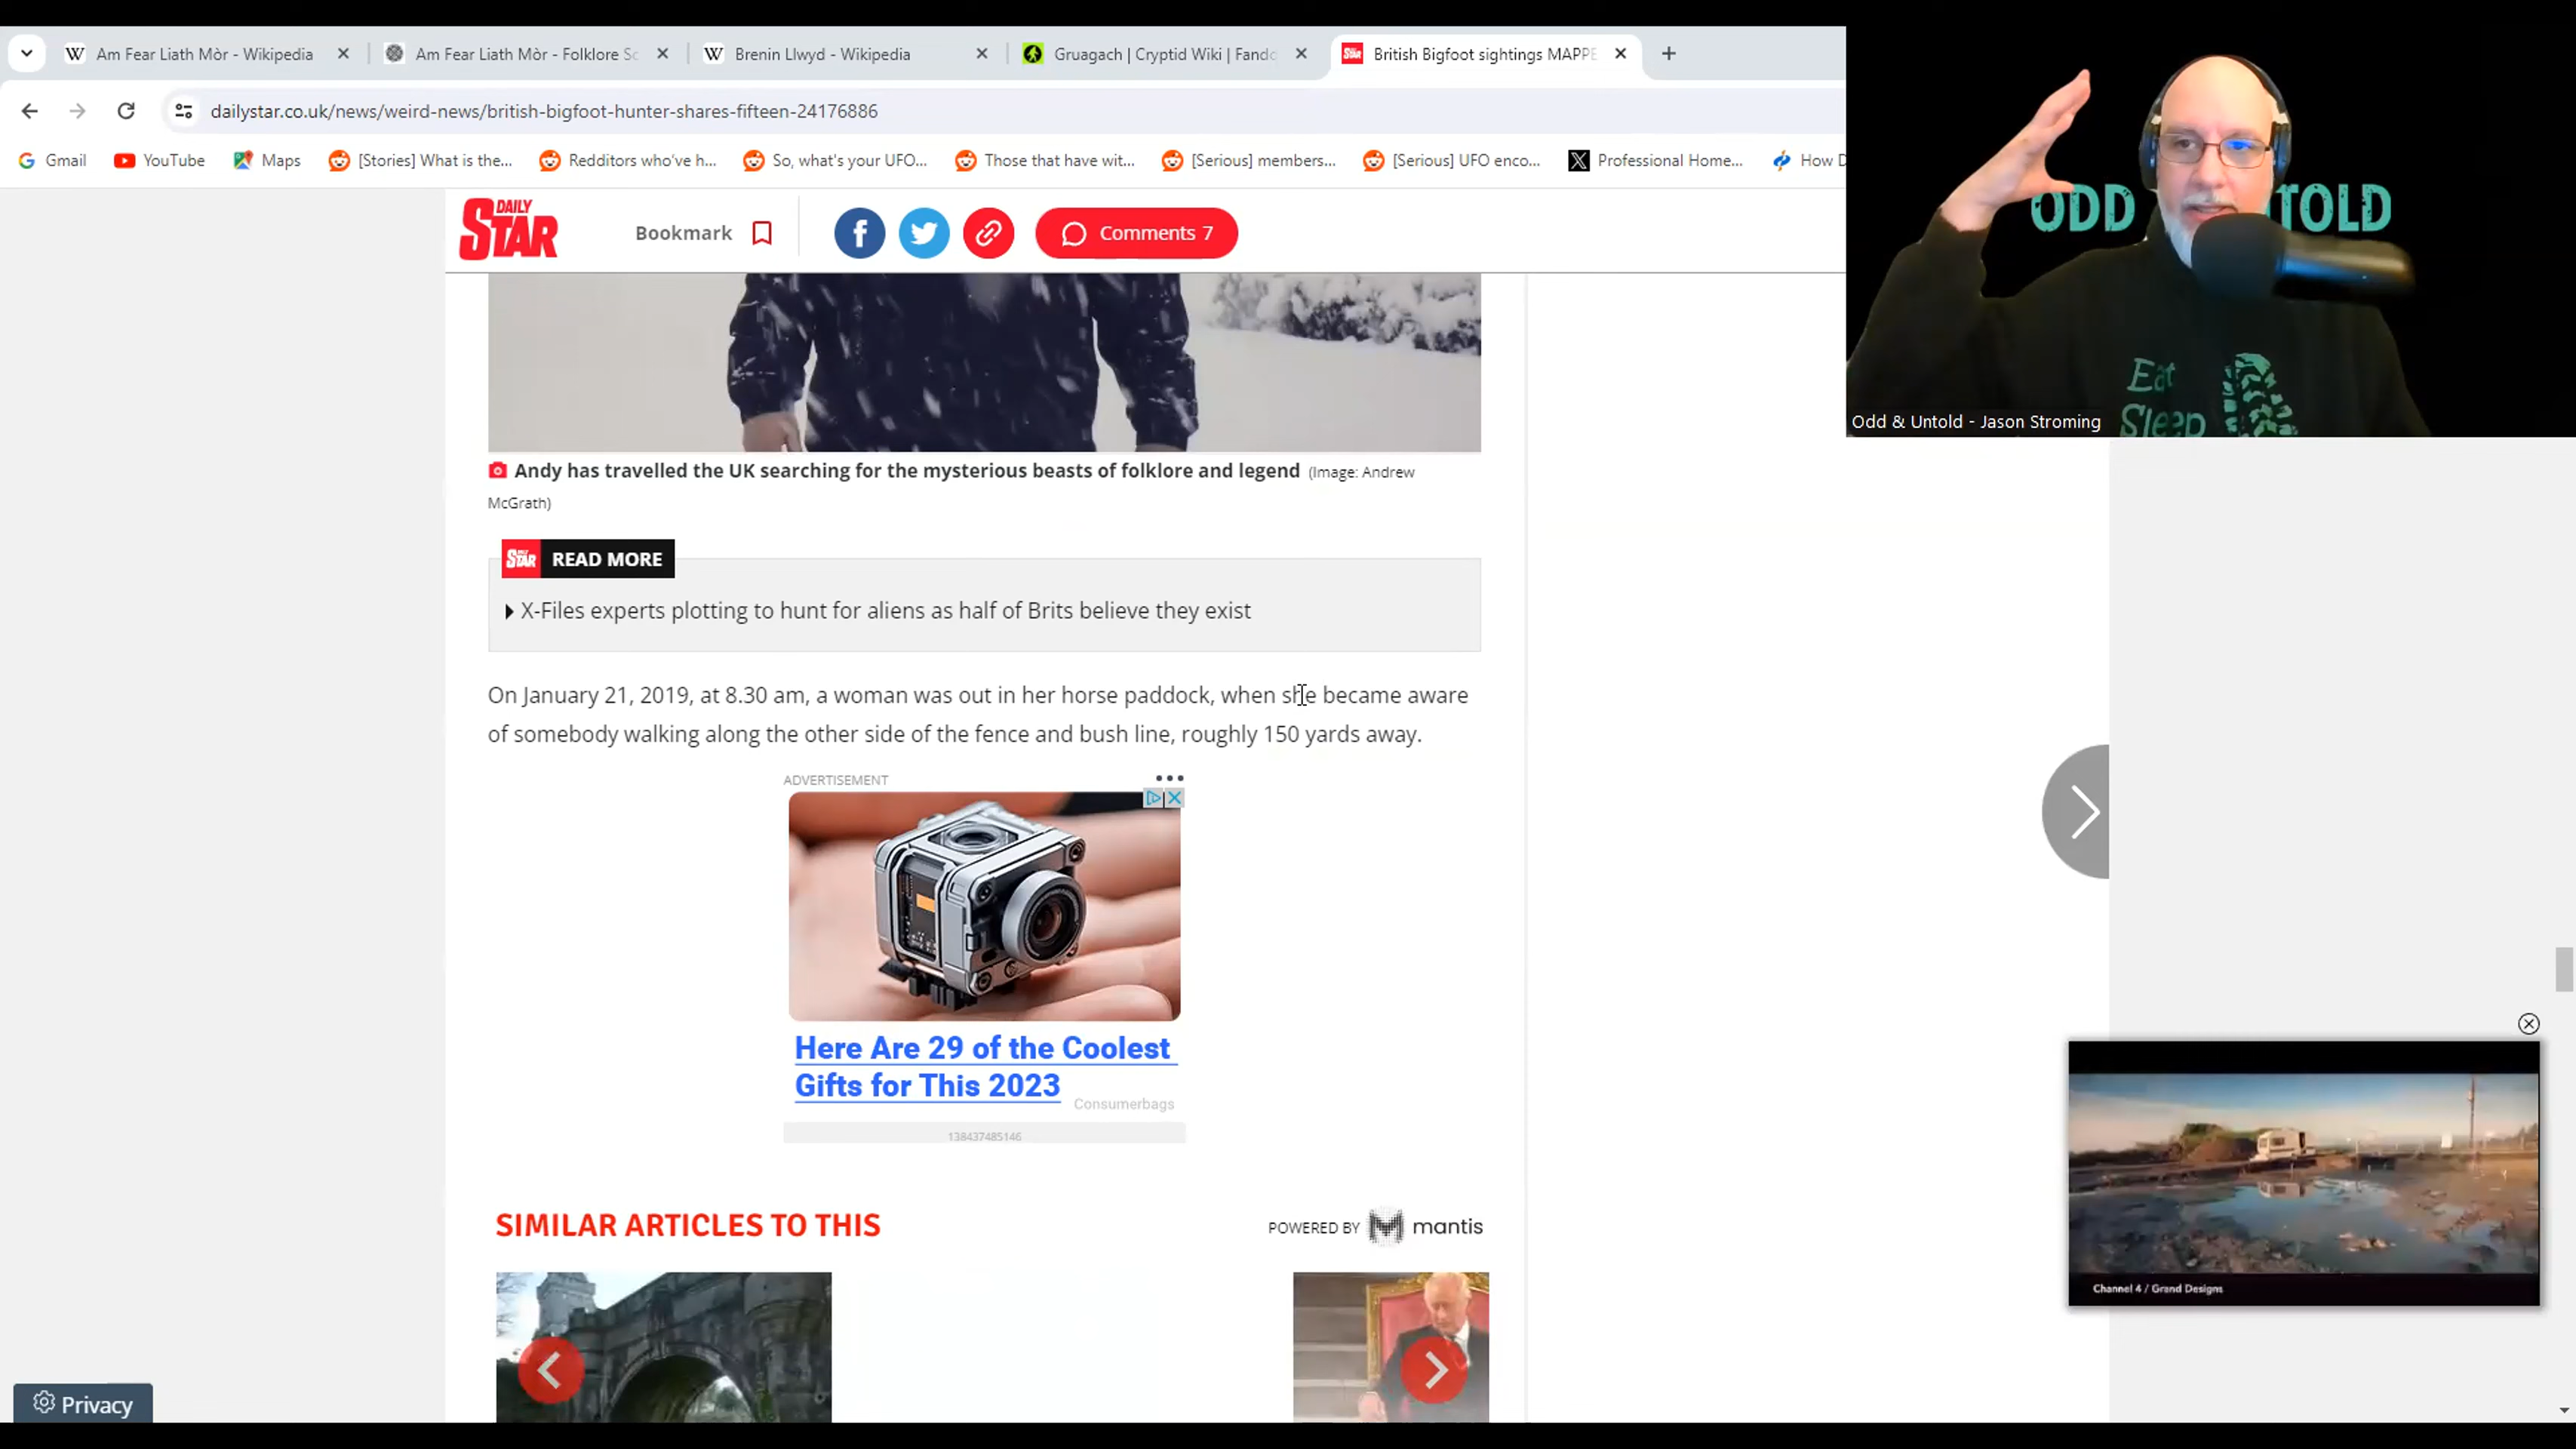 Am Fear Liath Mòr - Wikipedia
Am Fear Liath Mòr - Folklore Sc
Brenin Llwyd - Wikipedia
Gruagach | Cryptid Wiki | Fando
STAR British Bigfoot sightings MAPPE
dailystar.co.uk/news/weird-news/british-bigfoot-hunter-shares-fifteen-24176886
Gmail
YouTube
Maps
[Stories] What is the...
Redditors who've h...
So, what's your UFO...
Those that have wit...
[Serious] members...
[Serious] UFO enco...
Professional Home...
How D
DAILY
STAR
Bookmark
Comments 7
ODD TOLD
Eat
Sleep
Odd & Untold - Jason Stroming
Andy has travelled the UK searching for the mysterious beasts of folklore and legend (Image: Andrew
McGrath)
STAR READ MORE
X-Files experts plotting to hunt for aliens as half of Brits believe they exist
On January 21, 2019, at 8.30 am, a woman was out in her horse paddock, when she became aware
of somebody walking along the other side of the fence and bush line, roughly 150 yards away.
ADVERTISEMENT
Here Are 29 of the Coolest
Gifts for This 2023
Consumerbags
138437485146
SIMILAR ARTICLES TO THIS
POWERED BY mantis
Channel 4 / Grand Designs
Privacy